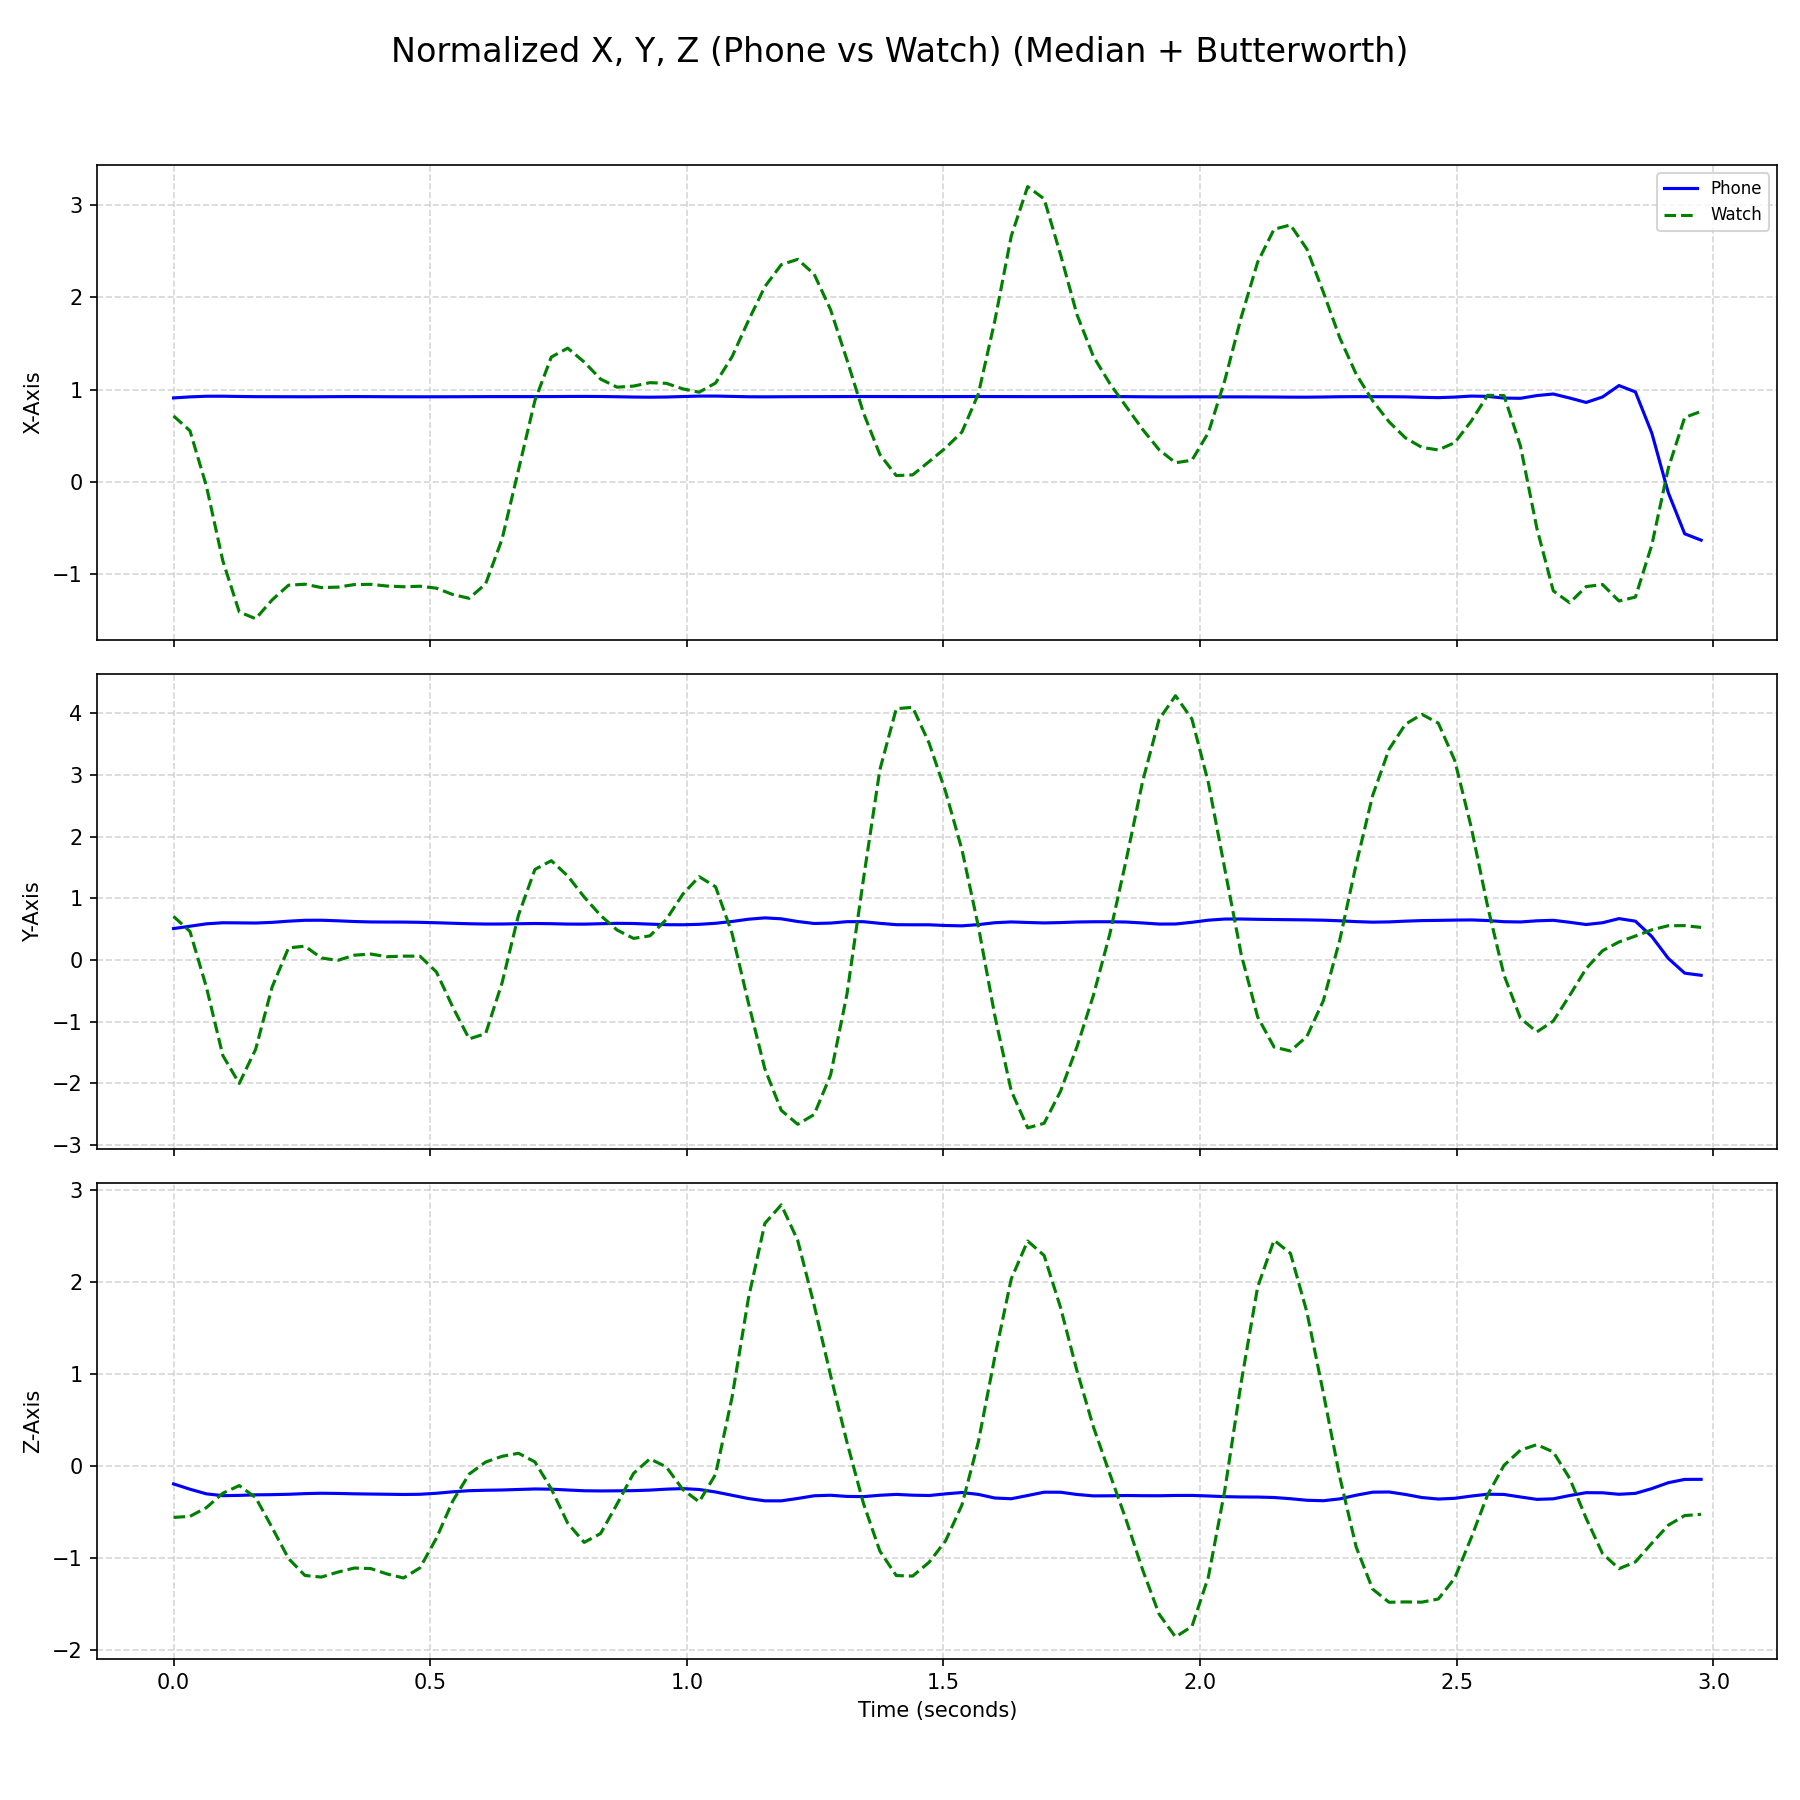 Normalized X, Y, Z (Phone vs Watch) (Median + Butterworth)
Phone
Watch
X-Axis
3
2
1
0
−1
Y-Axis
4
3
2
1
0
−1
−2
−3
Z-Axis
3
2
1
0
−1
−2
0.0 0.5 1.0 1.5 2.0 2.5 3.0
Time (seconds)